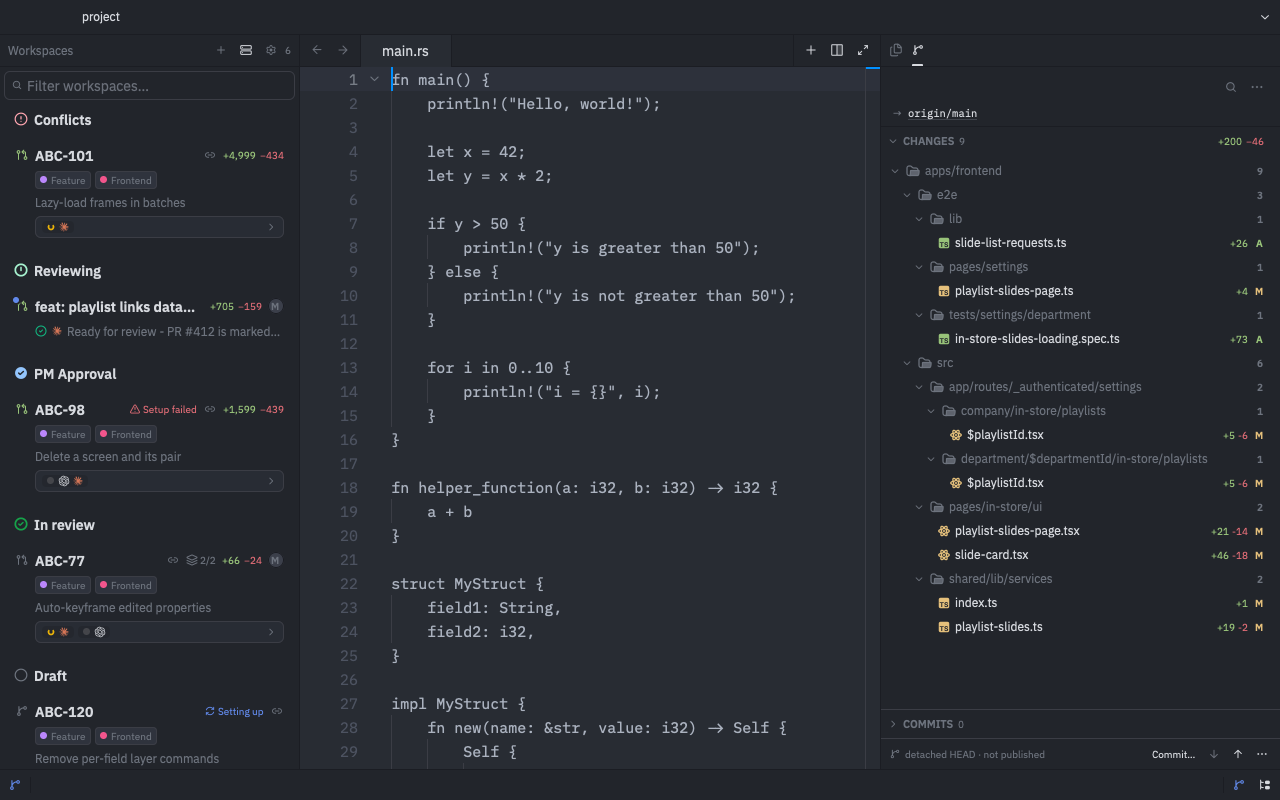 project
Workspaces
6
Filter workspaces...
Conflicts
ABC-101 +4,999 −434
Feature Frontend
Lazy-load frames in batches
Reviewing
feat: playlist links data... +705 −159 M
Ready for review - PR #412 is marked...
PM Approval
ABC-98 Setup failed +1,599 −439
Feature Frontend
Delete a screen and its pair
In review
ABC-77 2/2 +66 −24 M
Feature Frontend
Auto-keyframe edited properties
Draft
ABC-120 Setting up
Feature Frontend
Remove per-field layer commands
main.rs
1 fn main() {
2 println!("Hello, world!");
3
4 let x = 42;
5 let y = x * 2;
6
7 if y > 50 {
8 println!("y is greater than 50");
9 } else {
10 println!("y is not greater than 50");
11 }
12
13 for i in 0..10 {
14 println!("i = {}", i);
15 }
16 }
17
18 fn helper_function(a: i32, b: i32) -> i32 {
19 a + b
20 }
21
22 struct MyStruct {
23 field1: String,
24 field2: i32,
25 }
26
27 impl MyStruct {
28 fn new(name: &str, value: i32) -> Self {
29 Self {
→ origin/main
CHANGES 9 +200 −46
apps/frontend 9
e2e 3
lib 1
TS slide-list-requests.ts +26 A
pages/settings 1
TS playlist-slides-page.ts +4 M
tests/settings/department 1
TS in-store-slides-loading.spec.ts +73 A
src 6
app/routes/_authenticated/settings 2
company/in-store/playlists 1
$playlistId.tsx +5 -6 M
department/$departmentId/in-store/playlists 1
$playlistId.tsx +5 -6 M
pages/in-store/ui 2
playlist-slides-page.tsx +21 -14 M
slide-card.tsx +46 -18 M
shared/lib/services 2
TS index.ts +1 M
TS playlist-slides.ts +19 -2 M
COMMITS 0
detached HEAD · not published Commit...